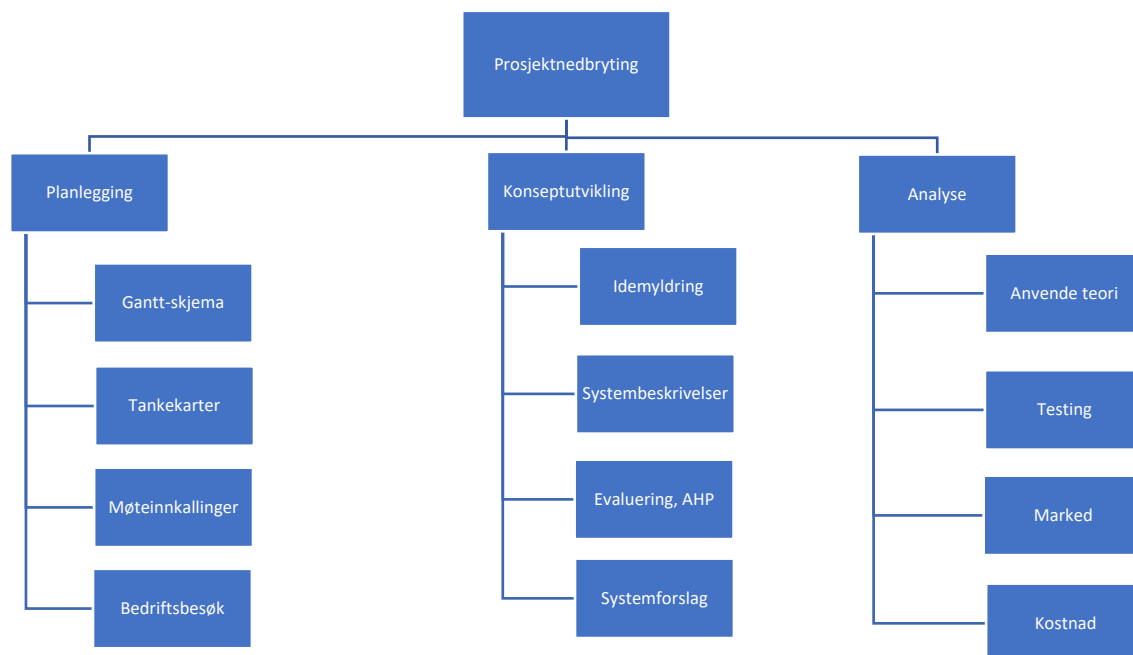 Prosjektnedbryting
Planlegging
Gantt-skjema
Tankekarter
Møteinnkallinger
Bedriftsbesøk
Konseptutvikling
Idemyldring
Systembeskrivelser
Evaluering, AHP
Systemforslag
Analyse
Anvende teori
Testing
Marked
Kostnad